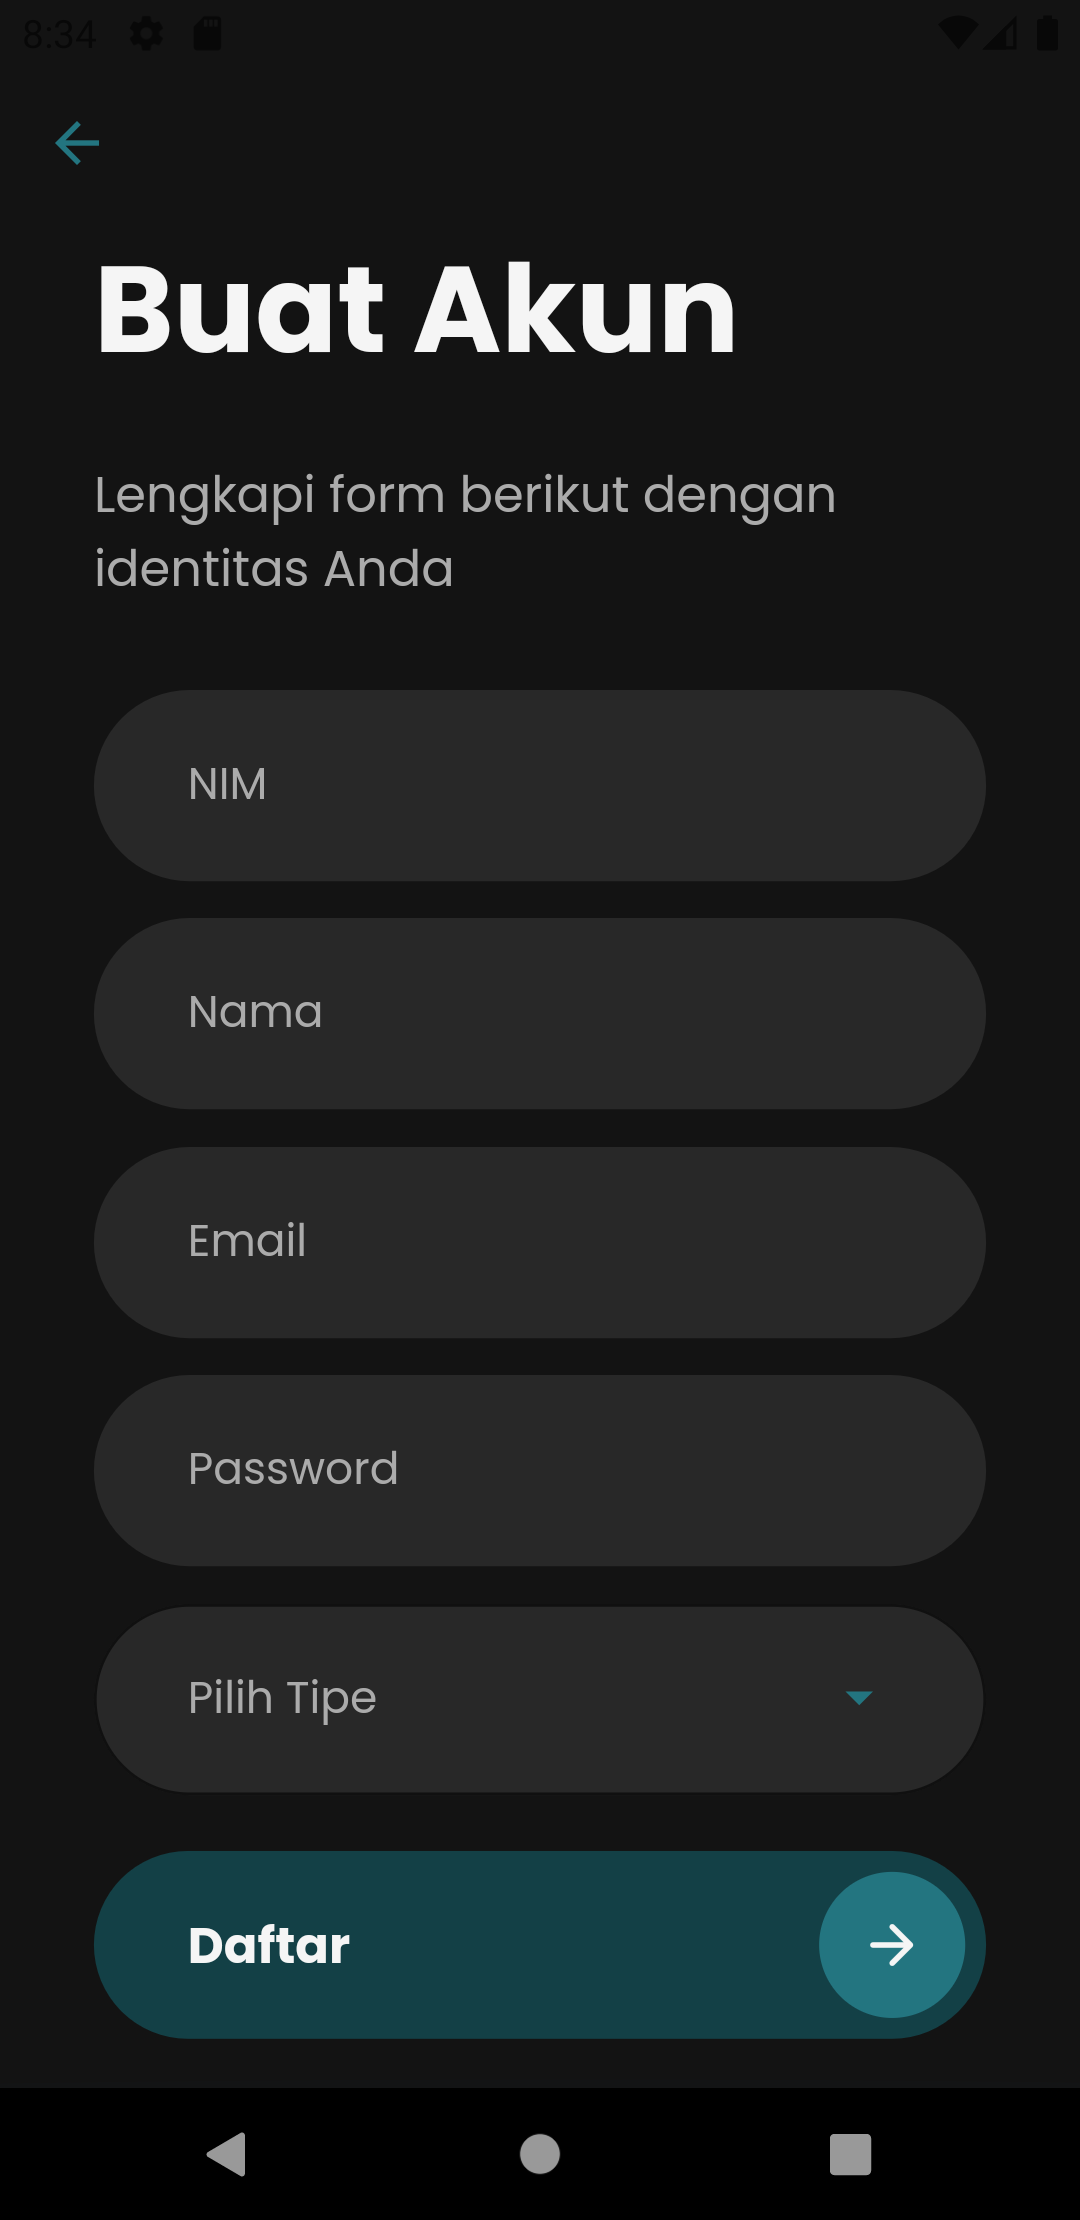 8:34
Buat Akun
Lengkapi form berikut dengan
identitas Anda
NIM
Nama
Email
Password
Pilih Tipe
Daftar